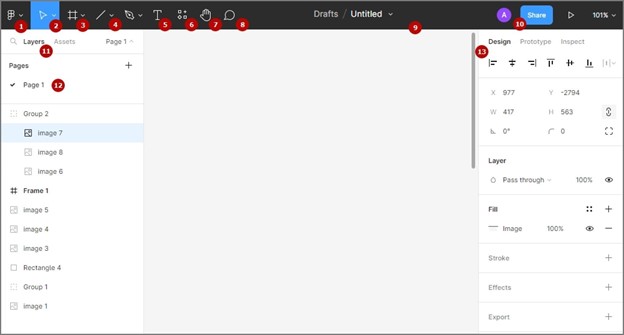 Drafts / Untitled
A
Share
101%
1
2
3
4
5
6
7
8
9
10
Layers
Assets
Page 1
11
Pages
Page 1
12
Group 2
image 7
image 8
image 6
Frame 1
image 5
image 4
image 3
Rectangle 4
Group 1
image 1
Design
Prototype
Inspect
13
X 977 Y -2794
W 417 H 563
0° 0
Layer
Pass through 100%
Fill
Image 100%
Stroke
Effects
Export